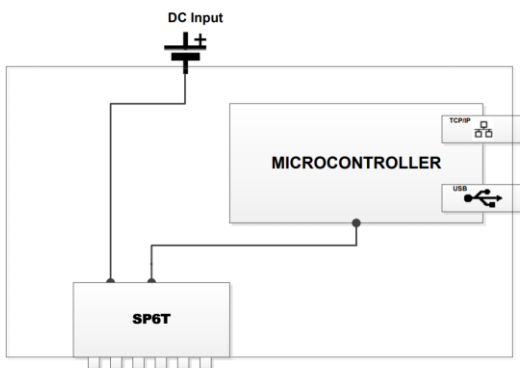 DC Input
+
TCP/IP
MICROCONTROLLER
USB
SP6T